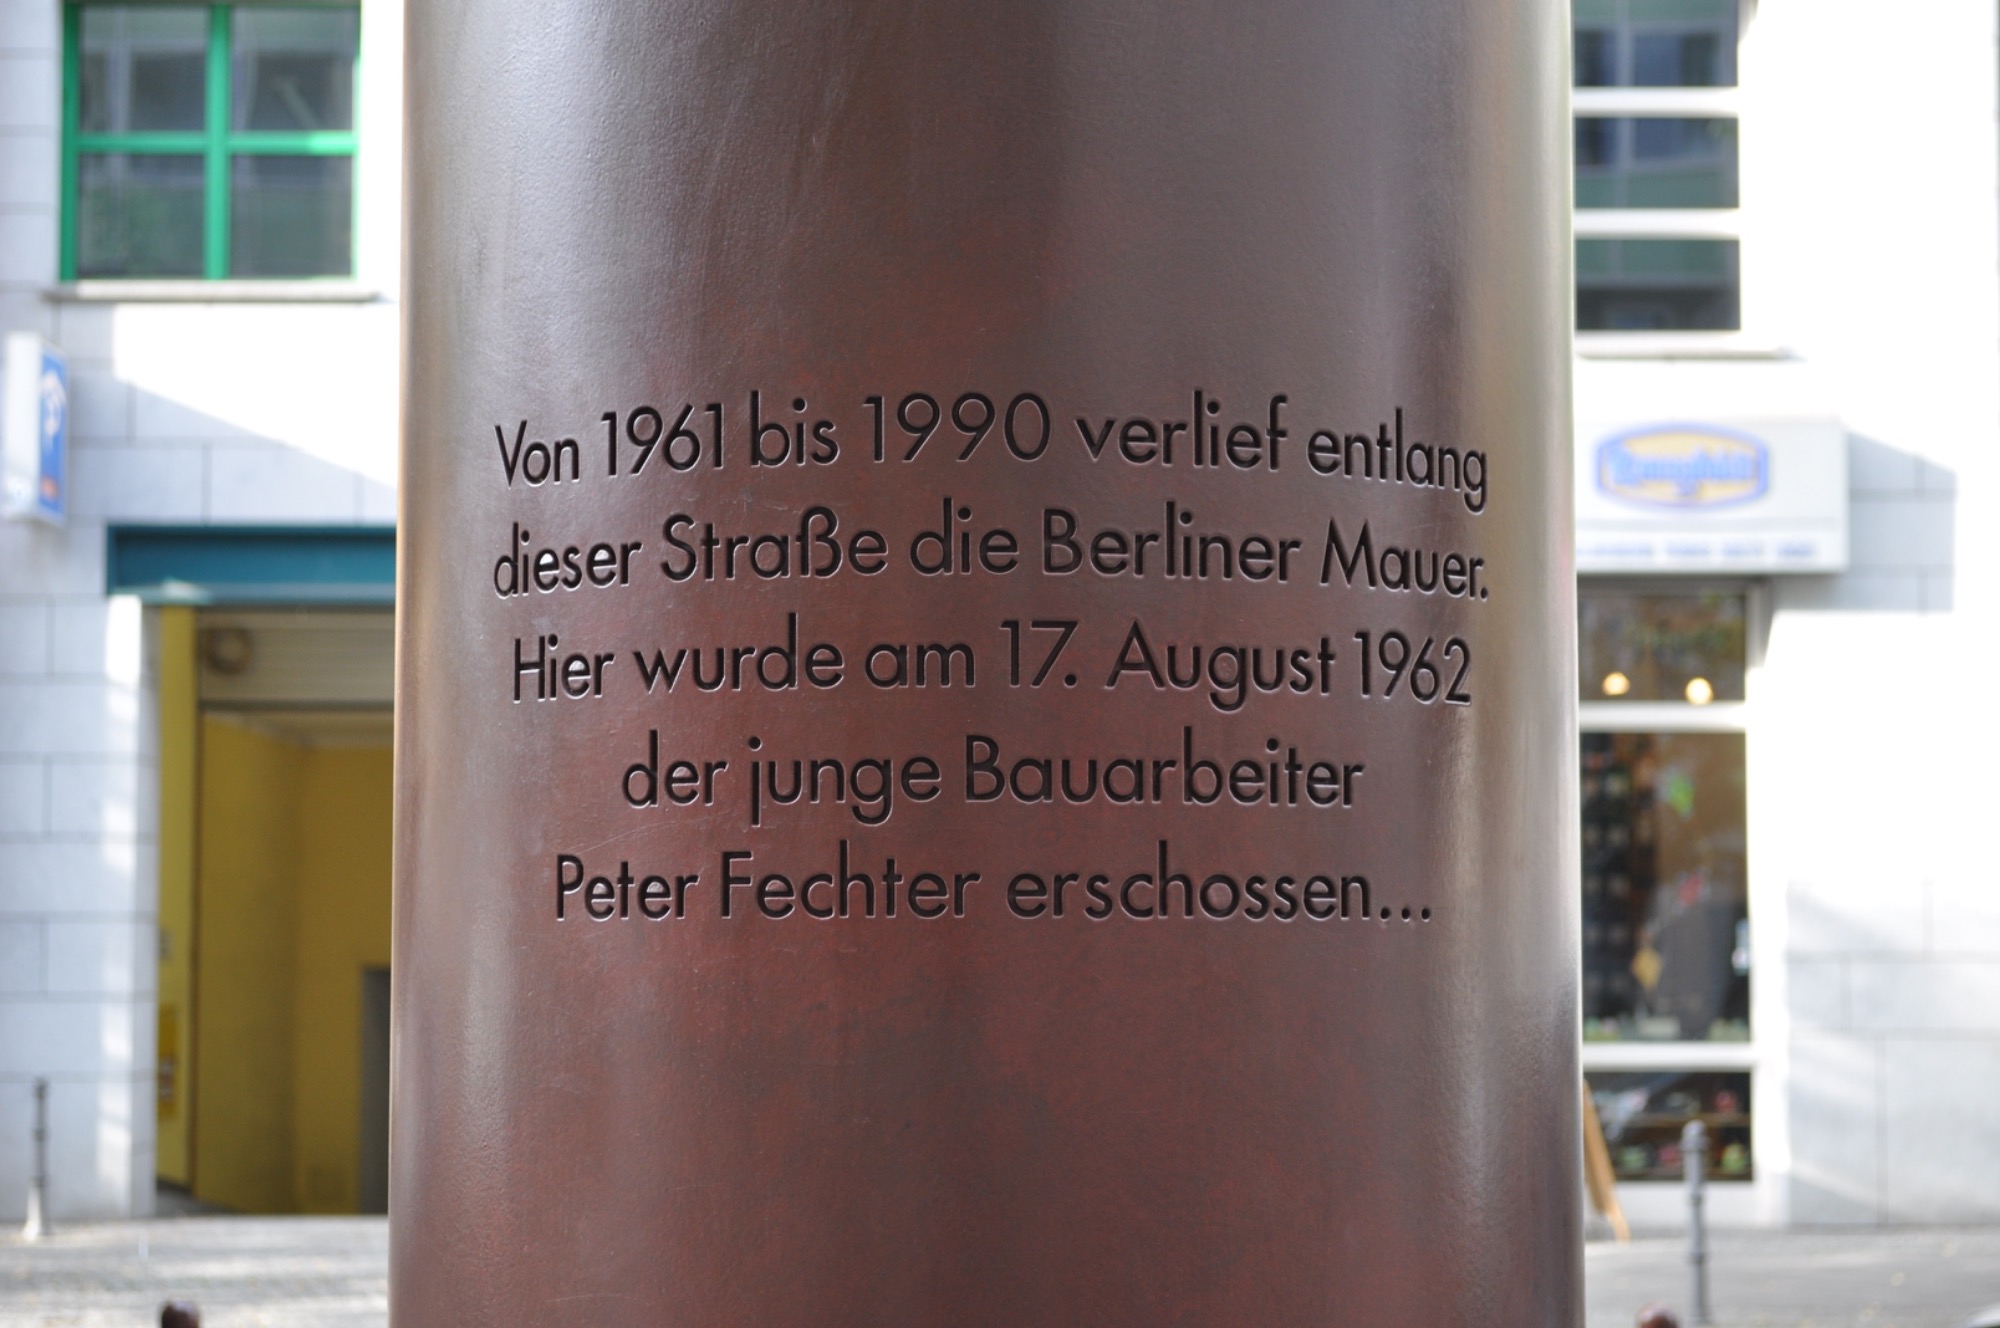 Von 1961 bis 1990 verlief entlang
dieser Straße die Berliner Mauer.
Hier wurde am 17. August 1962
der junge Bauarbeiter
Peter Fechter erschossen...